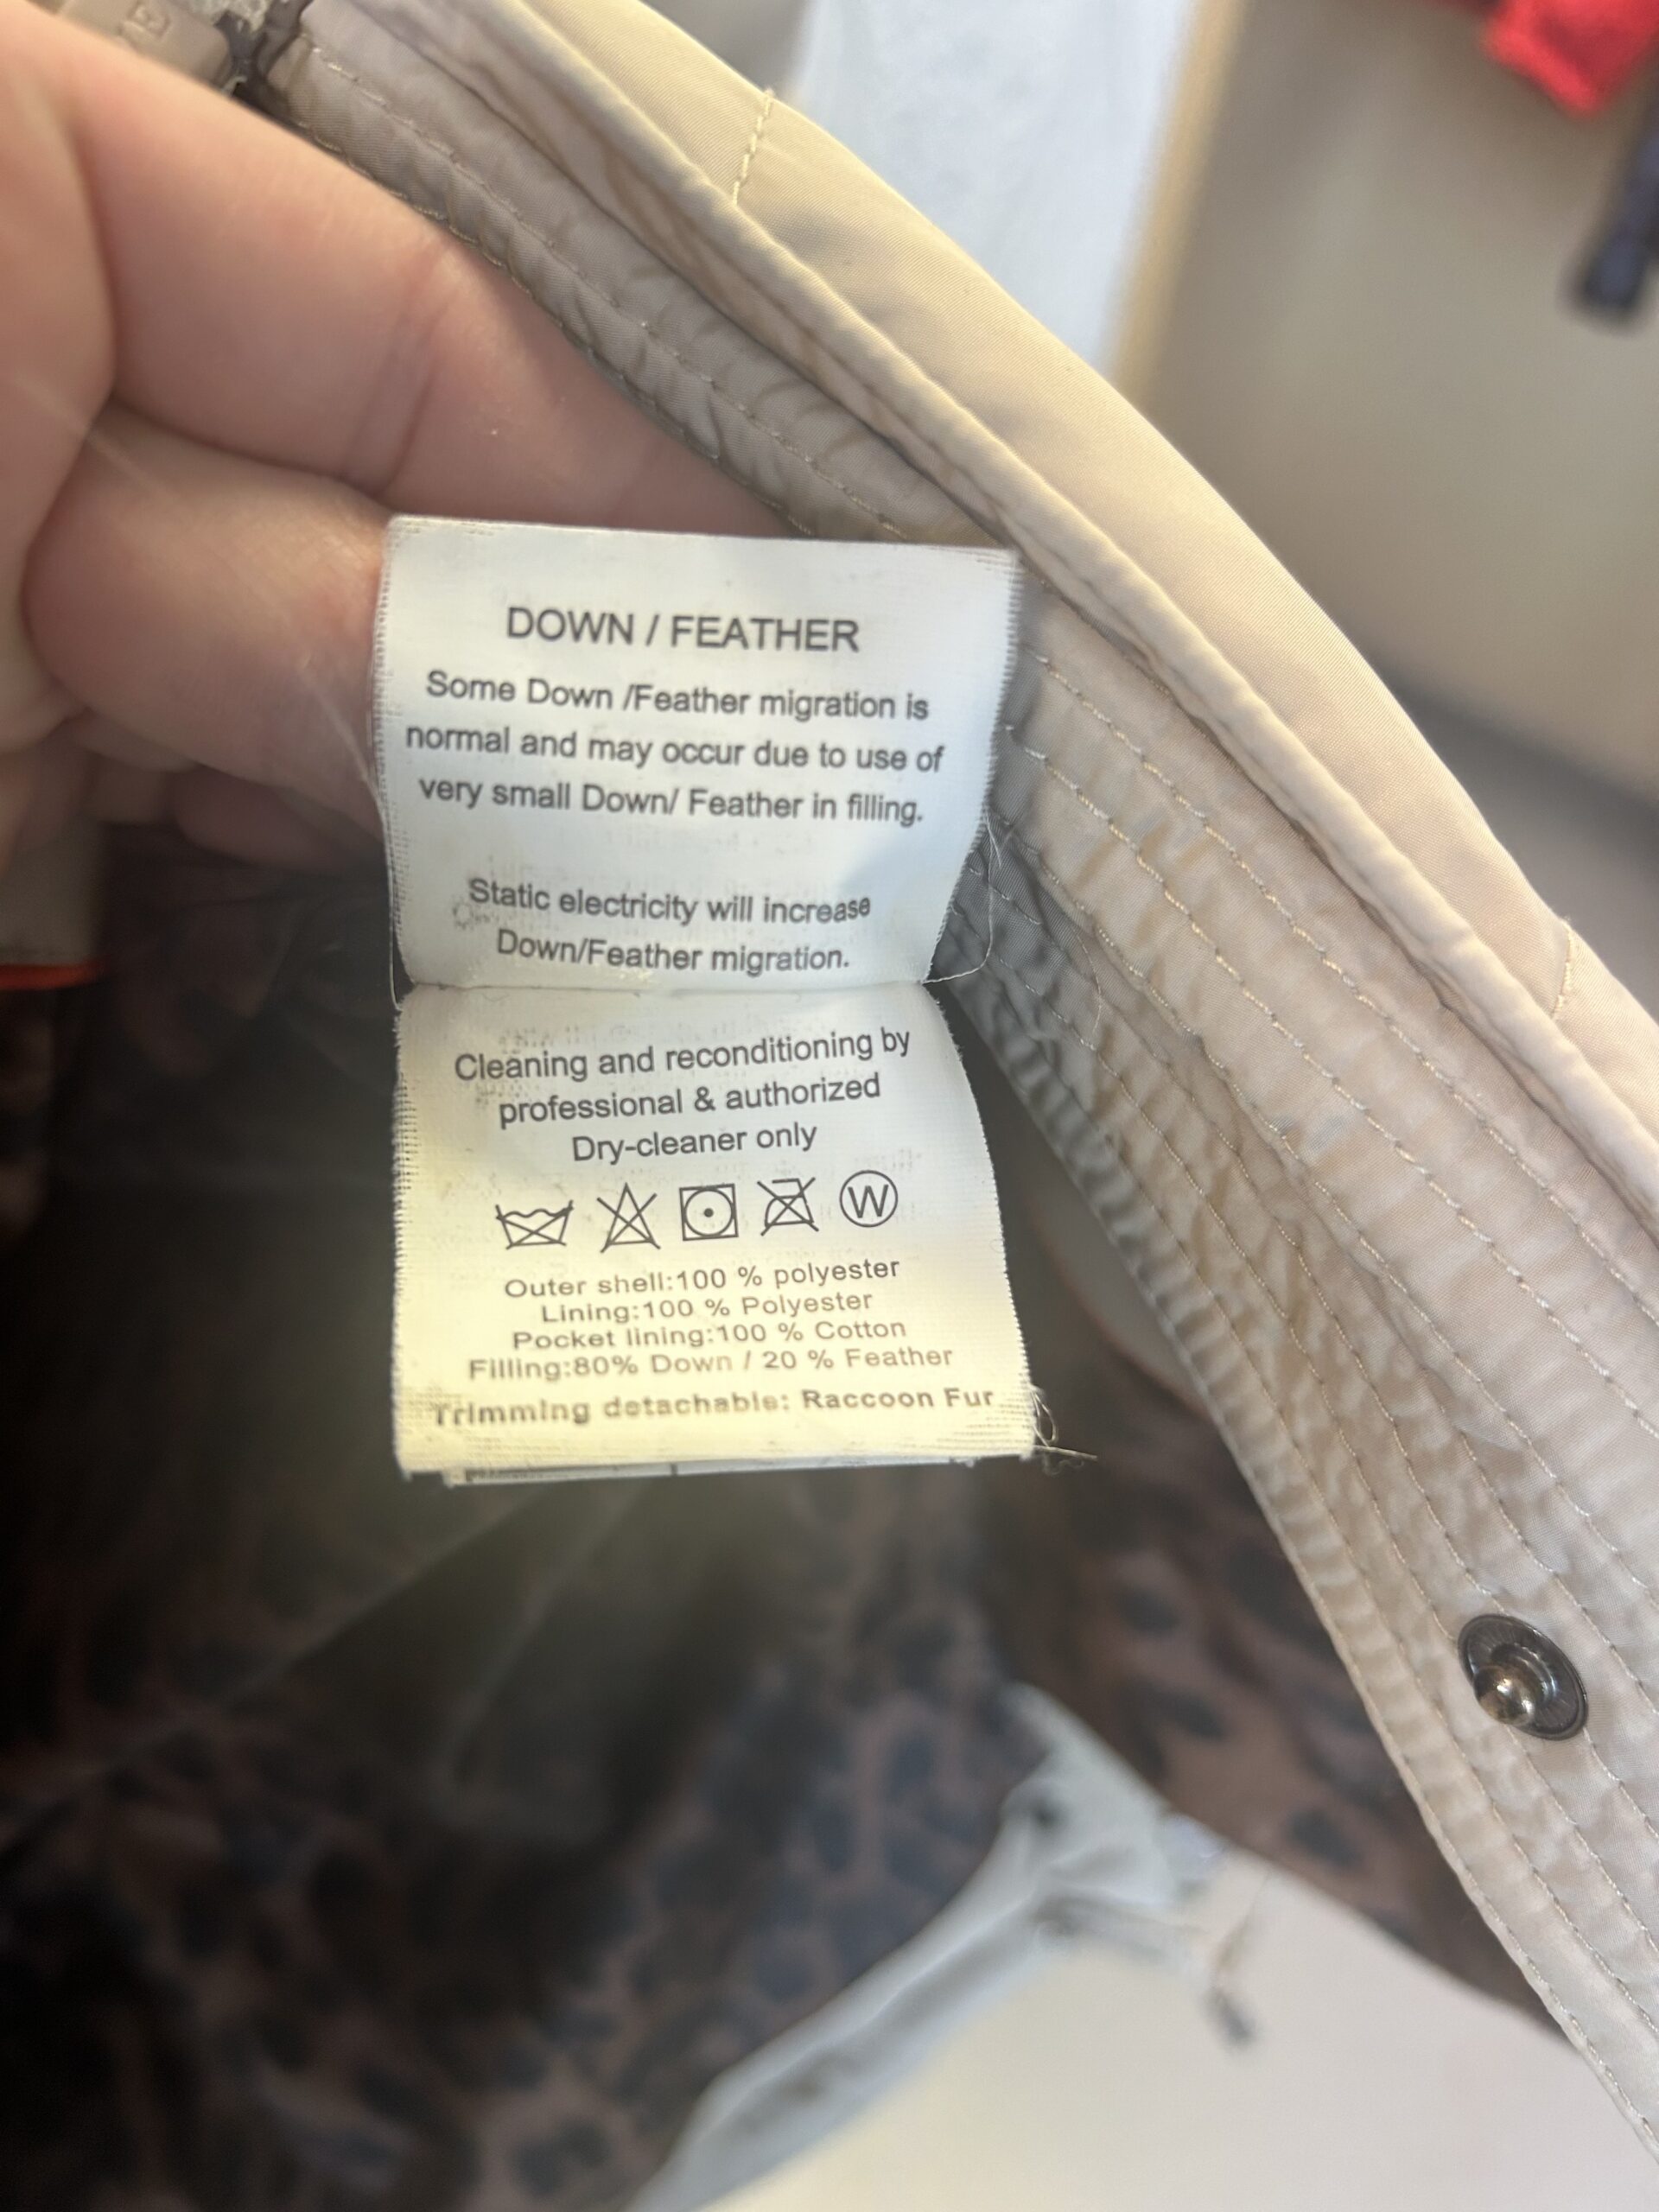 DOWN / FEATHER
Some Down /Feather migration is
normal and may occur due to use of
very small Down/ Feather in filling.
Static electricity will increase
Down/Feather migration.
Cleaning and reconditioning by
professional & authorized
Dry-cleaner only
W
Outer shell:100 % polyester
Lining:100 % Polyester
Pocket lining:100 % Cotton
Filling:80% Down / 20 % Feather
Trimming detachable: Raccoon Fur